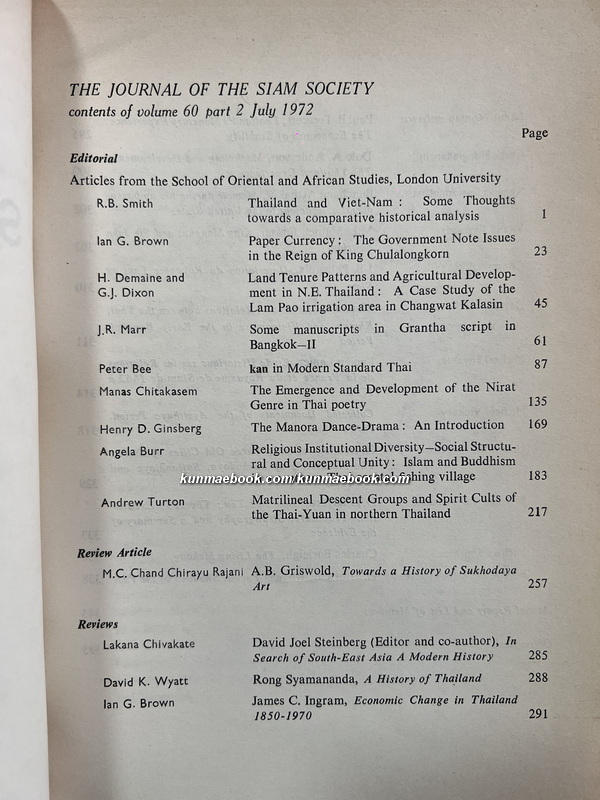 THE JOURNAL OF THE SIAM SOCIETY
contents of volume 60 part 2 July 1972
Page
Editorial
Articles from the School of Oriental and African Studies, London University
R.B. Smith Thailand and Viet-Nam : Some Thoughts
towards a comparative historical analysis 1
Ian G. Brown Paper Currency : The Government Note Issues
in the Reign of King Chulalongkorn 23
H. Demaine and Land Tenure Patterns and Agricultural Develop-
G.J. Dixon ment in N.E. Thailand : A Case Study of the
Lam Pao irrigation area in Changwat Kalasin 45
J.R. Marr Some manuscripts in Grantha script in
Bangkok—II 61
Peter Bee kan in Modern Standard Thai 87
Manas Chitakasem The Emergence and Development of the Nirat
Genre in Thai poetry 135
Henry D. Ginsberg The Manora Dance-Drama : An Introduction 169
Angela Burr Religious Institutional Diversity—Social Structu-
ral and Conceptual Unity : Islam and Buddhism
fishing village 183
kunmaebook.com/kunmaebook.com
Andrew Turton Matrilineal Descent Groups and Spirit Cults of
the Thai-Yuan in northern Thailand 217
Review Article
M.C. Chand Chirayu Rajani A.B. Griswold, Towards a History of Sukhodaya
Art 257
Reviews
Lakana Chivakate David Joel Steinberg (Editor and co-author), In
Search of South-East Asia A Modern History 285
David K. Wyatt Rong Syamananda, A History of Thailand 288
Ian G. Brown James C. Ingram, Economic Change in Thailand
1850-1970 291